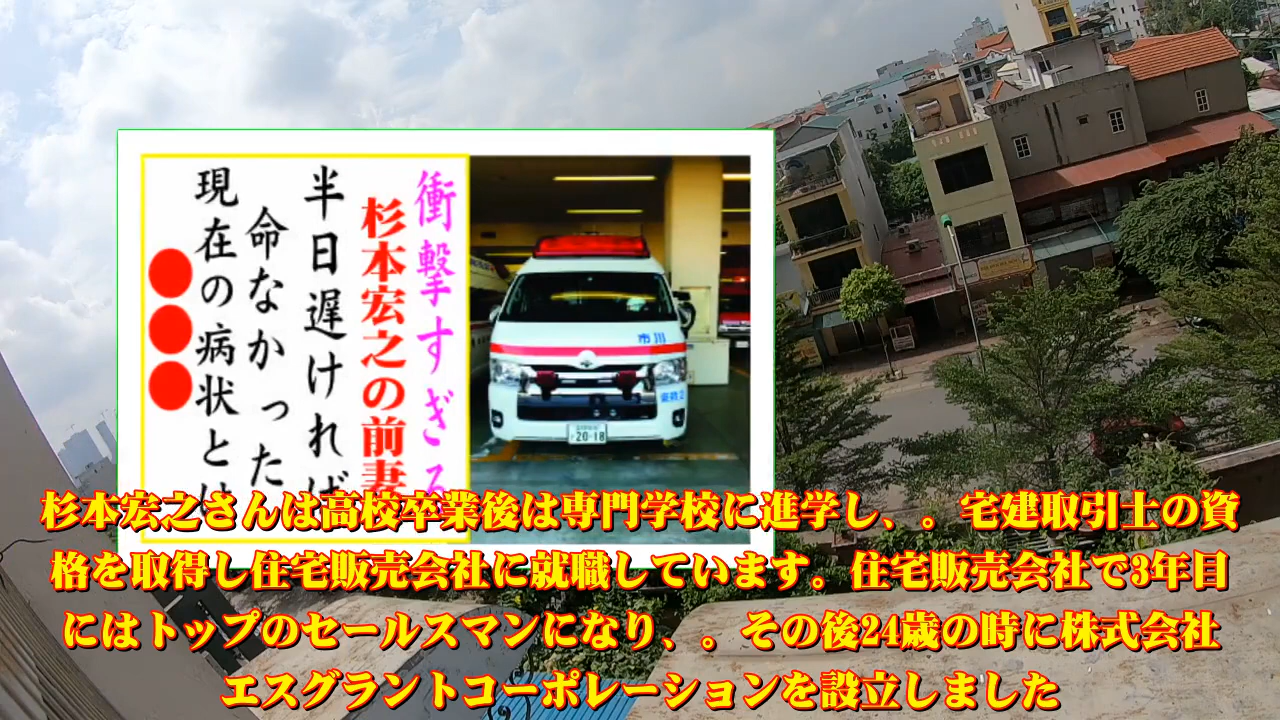 衝撃すぎる
杉本宏之の前妻
半日遅ければ
命なかった
現在の病状とは
●●●
市川
20-18
杉本宏之さんは高校卒業後は専門学校に進学し、。宅建取引士の資
格を取得し住宅販売会社に就職しています。住宅販売会社で3年目
にはトップのセールスマンになり、。その後24歳の時に株式会社
エスグラントコーポレーションを設立しました